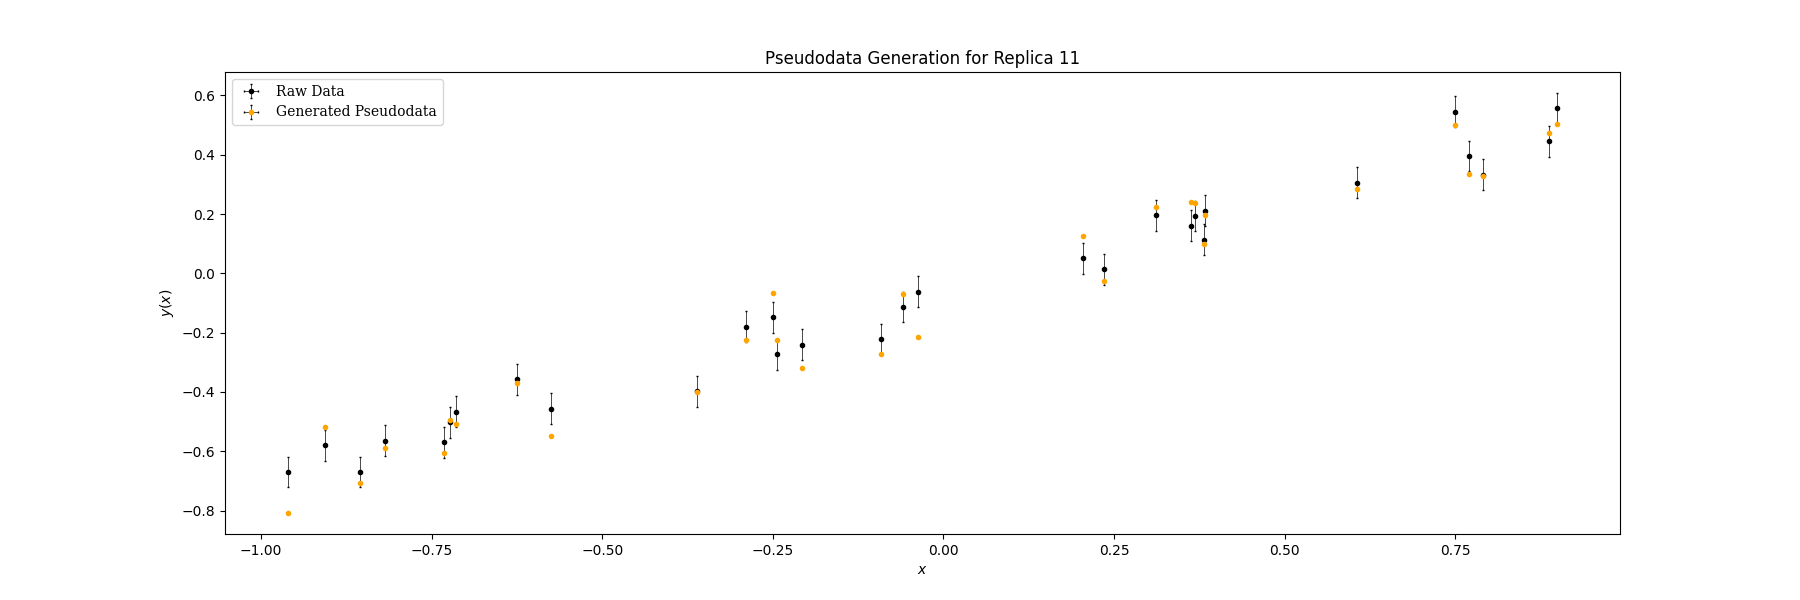 Pseudodata Generation for Replica 11
Raw Data
Generated Pseudodata
0.6
0.4
0.2
0.0
−0.2
−0.4
−0.6
−0.8
y(x)
−1.00 −0.75 −0.50 −0.25 0.00 0.25 0.50 0.75
x